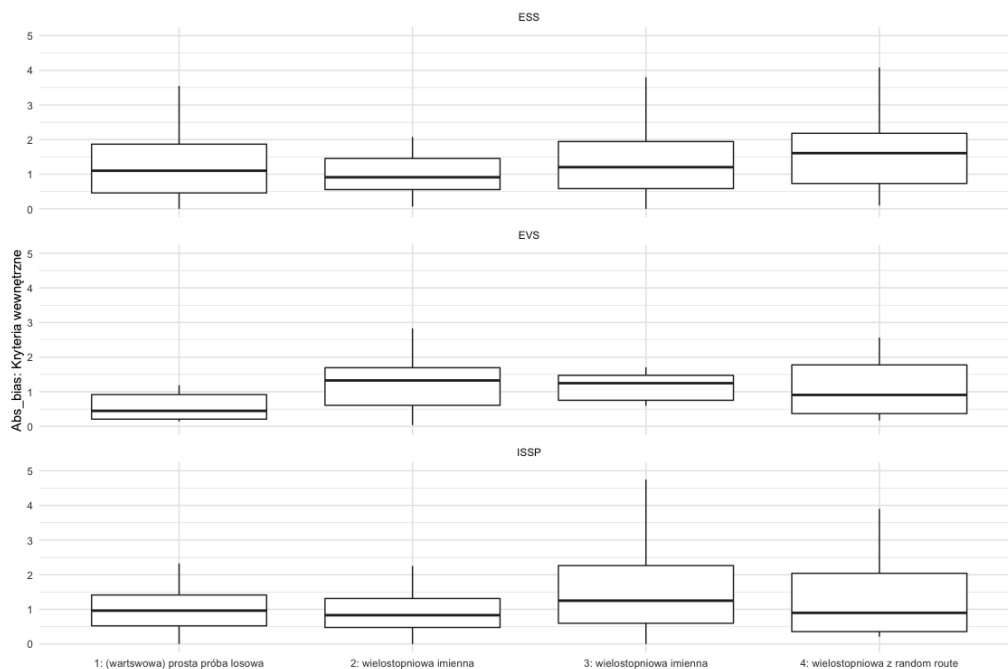 ESS
5
4
3
2
1
0
EVS
5
4
3
2
1
0
Abs_bias: Kryteria wewnętrzne
ISSP
5
4
3
2
1
0
1: (wartswowa) prosta próba losowa
2: wielostopniowa imienna
3: wielostopniowa imienna
4: wielostopniowa z random route